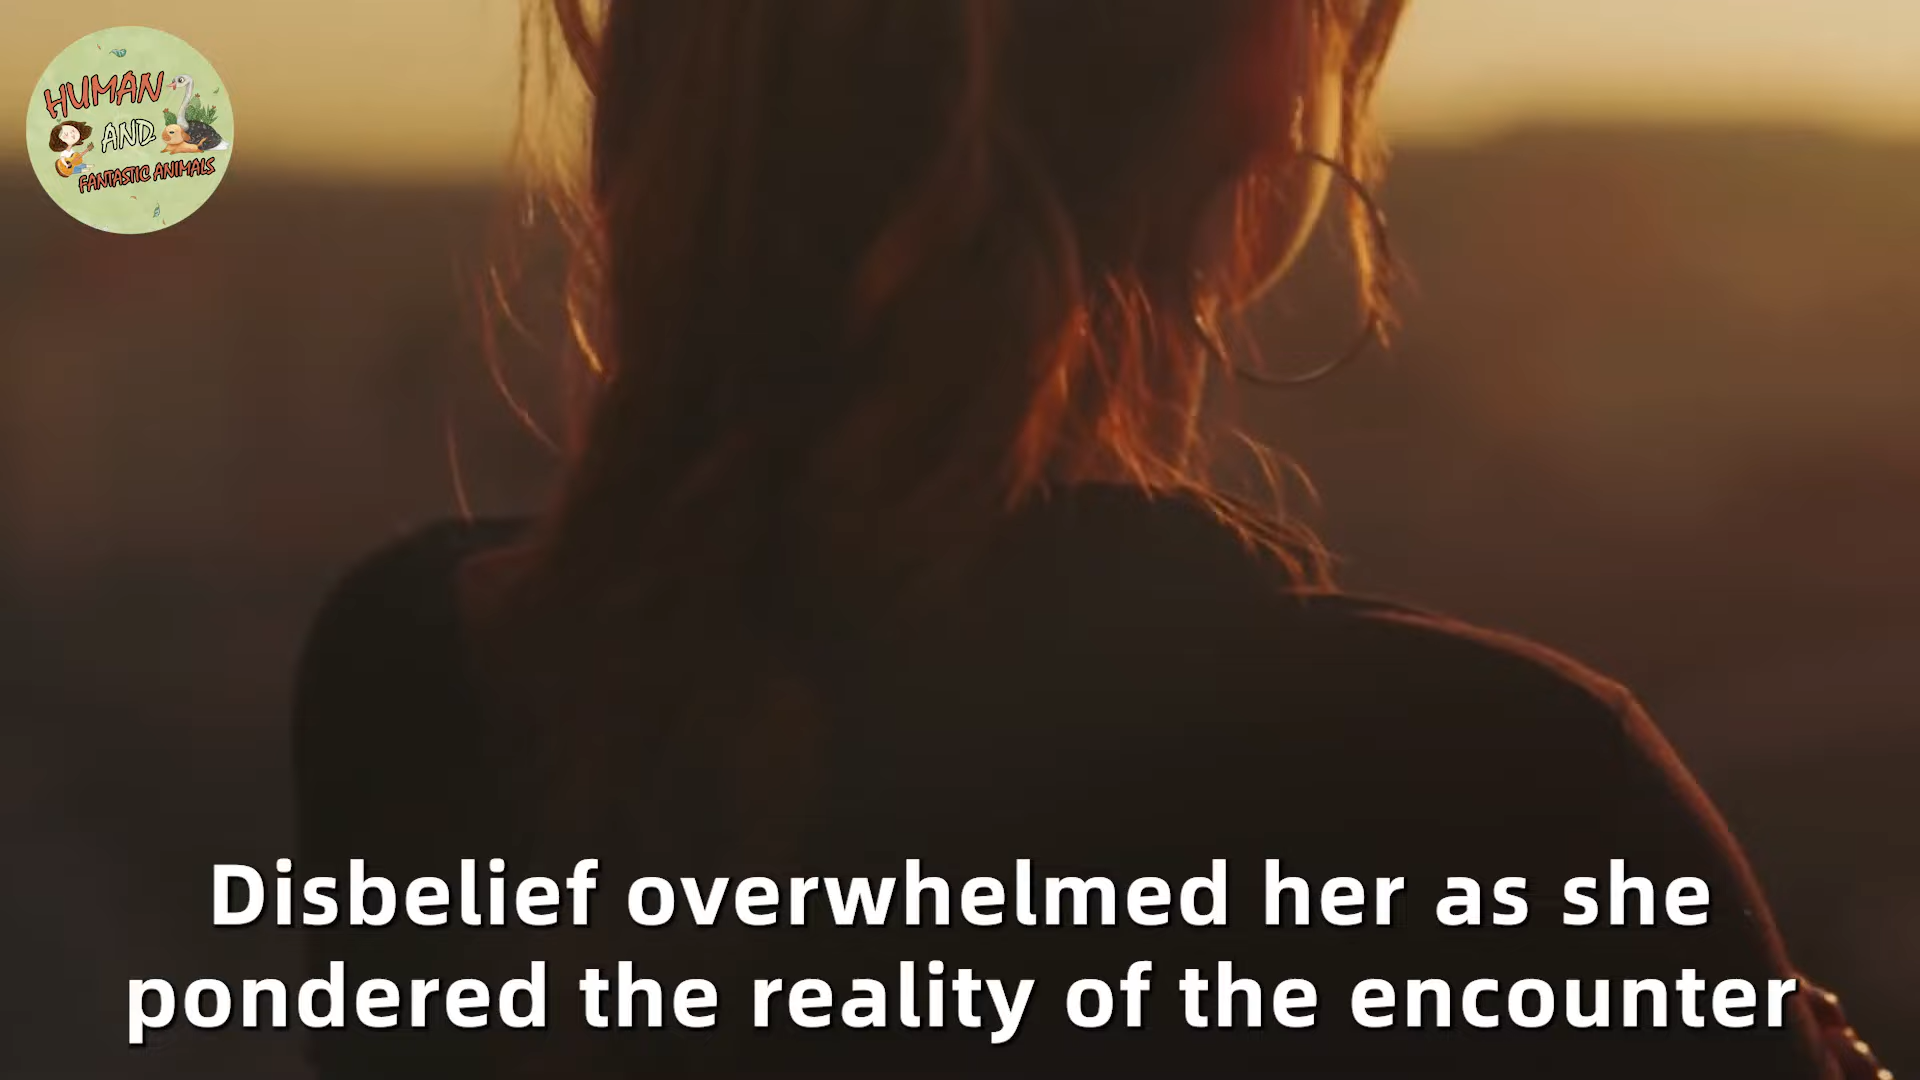 HUMAN
AND
FANTASTIC ANIMALS
Disbelief overwhelmed her as she
pondered the reality of the encounter